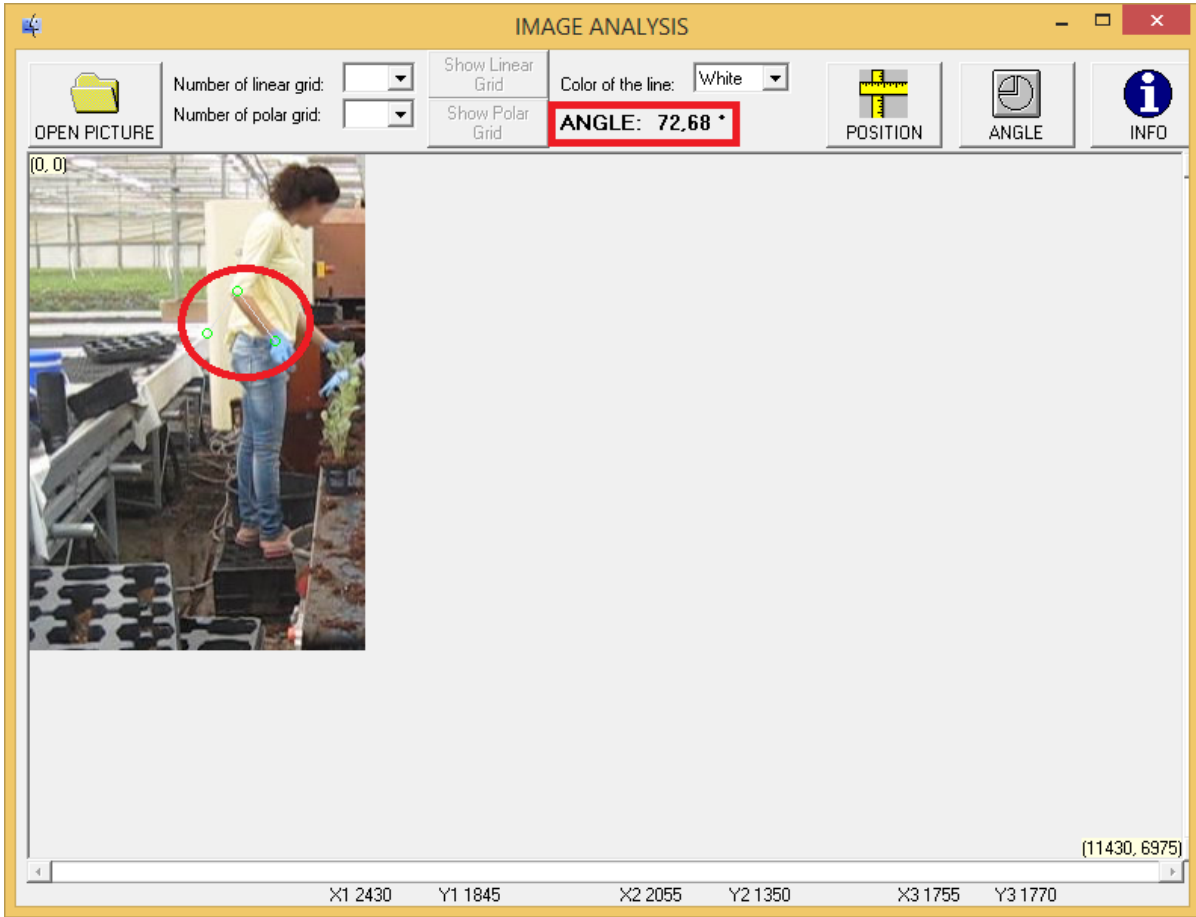 IMAGE ANALYSIS
OPEN PICTURE
Number of linear grid:
Number of polar grid:
Show Linear
Grid
Show Polar
Grid
Color of the line: White
ANGLE: 72,68 °
POSITION
ANGLE
INFO
(0, 0)
(11430, 6975)
X1 2430 Y1 1845 X2 2055 Y2 1350 X3 1755 Y3 1770